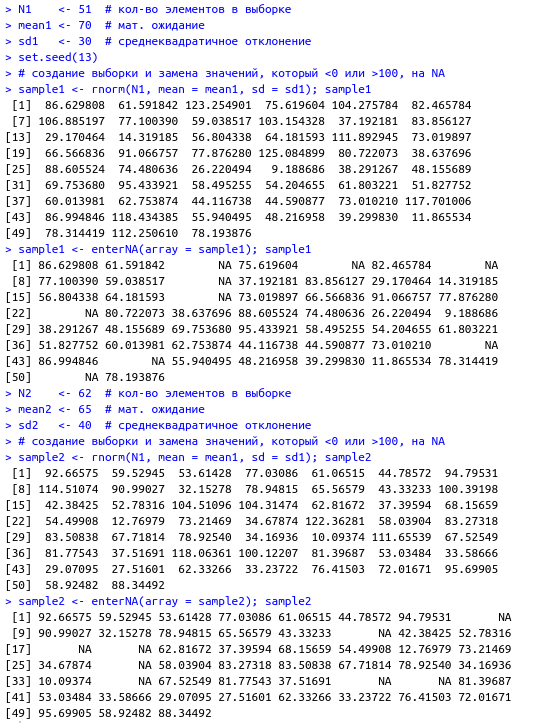 > N1    <- 51  # кол-во элементов в выборке
> mean1 <- 70  # мат. ожидание
> sd1   <- 30  # среднеквадратичное отклонение
> set.seed(13)
> # создание выборки и замена значений, который <0 или >100, на NA
> sample1 <- rnorm(N1, mean = mean1, sd = sd1); sample1
 [1]  86.629808  61.591842 123.254901  75.619604 104.275784  82.465784
 [7] 106.885197  77.100390  59.038517 103.154328  37.192181  83.856127
[13]  29.170464  14.319185  56.804338  64.181593 111.892945  73.019897
[19]  66.566836  91.066757  77.876280 125.084899  80.722073  38.637696
[25]  88.605524  74.480636  26.220494   9.188686  38.291267  48.155689
[31]  69.753680  95.433921  58.495255  54.204655  61.803221  51.827752
[37]  60.013981  62.753874  44.116738  44.590877  73.010210 117.701006
[43]  86.994846 118.434385  55.940495  48.216958  39.299830  11.865534
[49]  78.314419 112.250610  78.193876
> sample1 <- enterNA(array = sample1); sample1
 [1] 86.629808 61.591842        NA 75.619604        NA 82.465784        NA
 [8] 77.100390 59.038517        NA 37.192181 83.856127 29.170464 14.319185
[15] 56.804338 64.181593        NA 73.019897 66.566836 91.066757 77.876280
[22]        NA 80.722073 38.637696 88.605524 74.480636 26.220494  9.188686
[29] 38.291267 48.155689 69.753680 95.433921 58.495255 54.204655 61.803221
[36] 51.827752 60.013981 62.753874 44.116738 44.590877 73.010210        NA
[43] 86.994846        NA 55.940495 48.216958 39.299830 11.865534 78.314419
[50]        NA 78.193876
> N2    <- 62  # кол-во элементов в выборке
> mean2 <- 65  # мат. ожидание
> sd2   <- 40  # среднеквадратичное отклонение
> # создание выборки и замена значений, который <0 или >100, на NA
> sample2 <- rnorm(N1, mean = mean1, sd = sd1); sample2
 [1]  92.66575  59.52945  53.61428  77.03086  61.06515  44.78572  94.79531
 [8] 114.51074  90.99027  32.15278  78.94815  65.56579  43.33233 100.39198
[15]  42.38425  52.78316 104.51096 104.31474  62.81672  37.39594  68.15659
[22]  54.49908  12.76979  73.21469  34.67874 122.36281  58.03904  83.27318
[29]  83.50838  67.71814  78.92540  34.16936  10.09374 111.65539  67.52549
[36]  81.77543  37.51691 118.06361 100.12207  81.39687  53.03484  33.58666
[43]  29.07095  27.51601  62.33266  33.23722  76.41503  72.01671  95.69905
[50]  58.92482  88.34492
> sample2 <- enterNA(array = sample2); sample2
 [1] 92.66575 59.52945 53.61428 77.03086 61.06515 44.78572 94.79531       NA
 [9] 90.99027 32.15278 78.94815 65.56579 43.33233       NA 42.38425 52.78316
[17]       NA       NA 62.81672 37.39594 68.15659 54.49908 12.76979 73.21469
[25] 34.67874       NA 58.03904 83.27318 83.50838 67.71814 78.92540 34.16936
[33] 10.09374       NA 67.52549 81.77543 37.51691       NA       NA 81.39687
[41] 53.03484 33.58666 29.07095 27.51601 62.33266 33.23722 76.41503 72.01671
[49] 95.69905 58.92482 88.34492